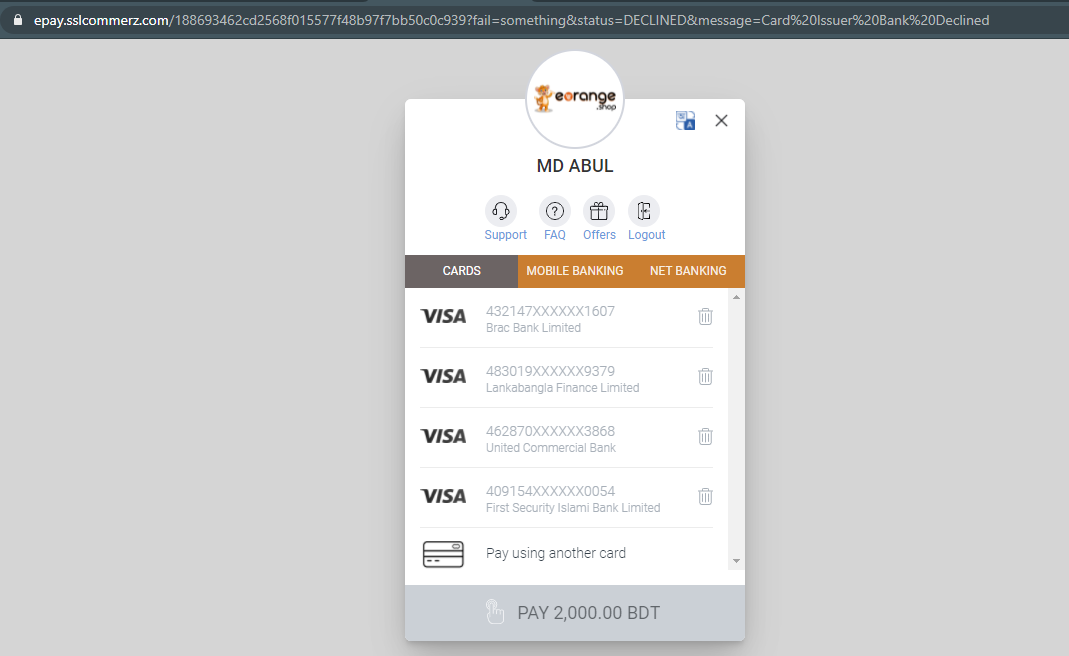 epay.sslcommerz.com/188693462cd2568f015577f48b97f7bb50c0c939?fail=something&status=DECLINED&message=Card%20Issuer%20Bank%20Declined
eorange
.shop
MD ABUL
Support FAQ Offers Logout
CARDS MOBILE BANKING NET BANKING
VISA 432147XXXXXX1607
Brac Bank Limited
VISA 483019XXXXXX9379
Lankabangla Finance Limited
VISA 462870XXXXXX3868
United Commercial Bank
VISA 409154XXXXXX0054
First Security Islami Bank Limited
Pay using another card
PAY 2,000.00 BDT